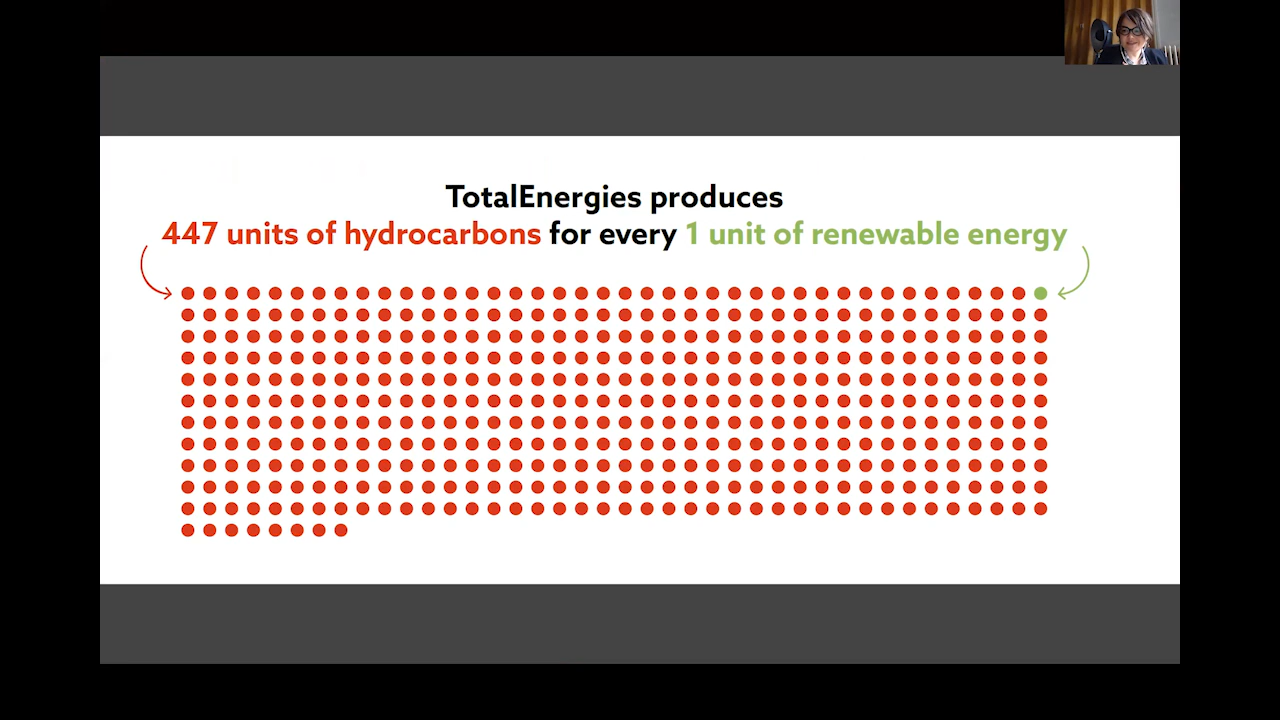 TotalEnergies produces
447 units of hydrocarbons for every 1 unit of renewable energy